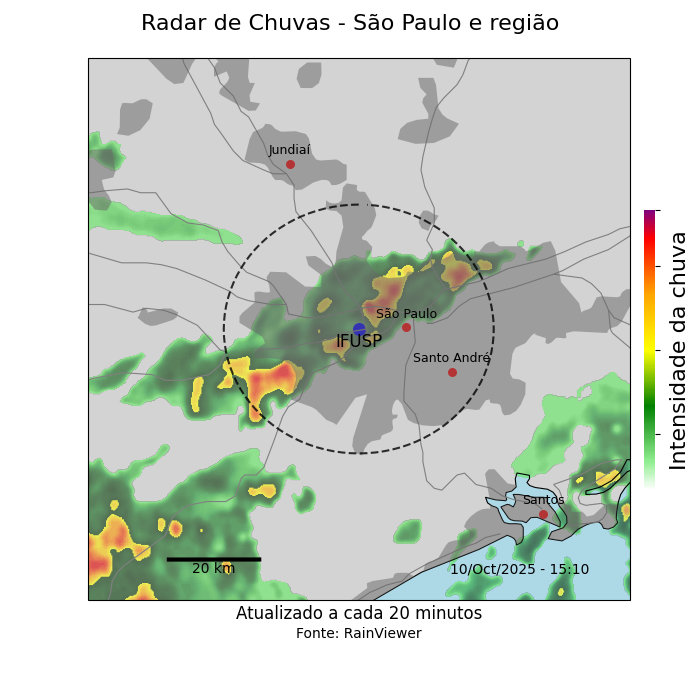 Radar de Chuvas - São Paulo e região
Jundiaí
São Paulo
IFUSP
Santo André
Santos
20 km
10/Oct/2025 - 15:10
Intensidade da chuva
Atualizado a cada 20 minutos
Fonte: RainViewer